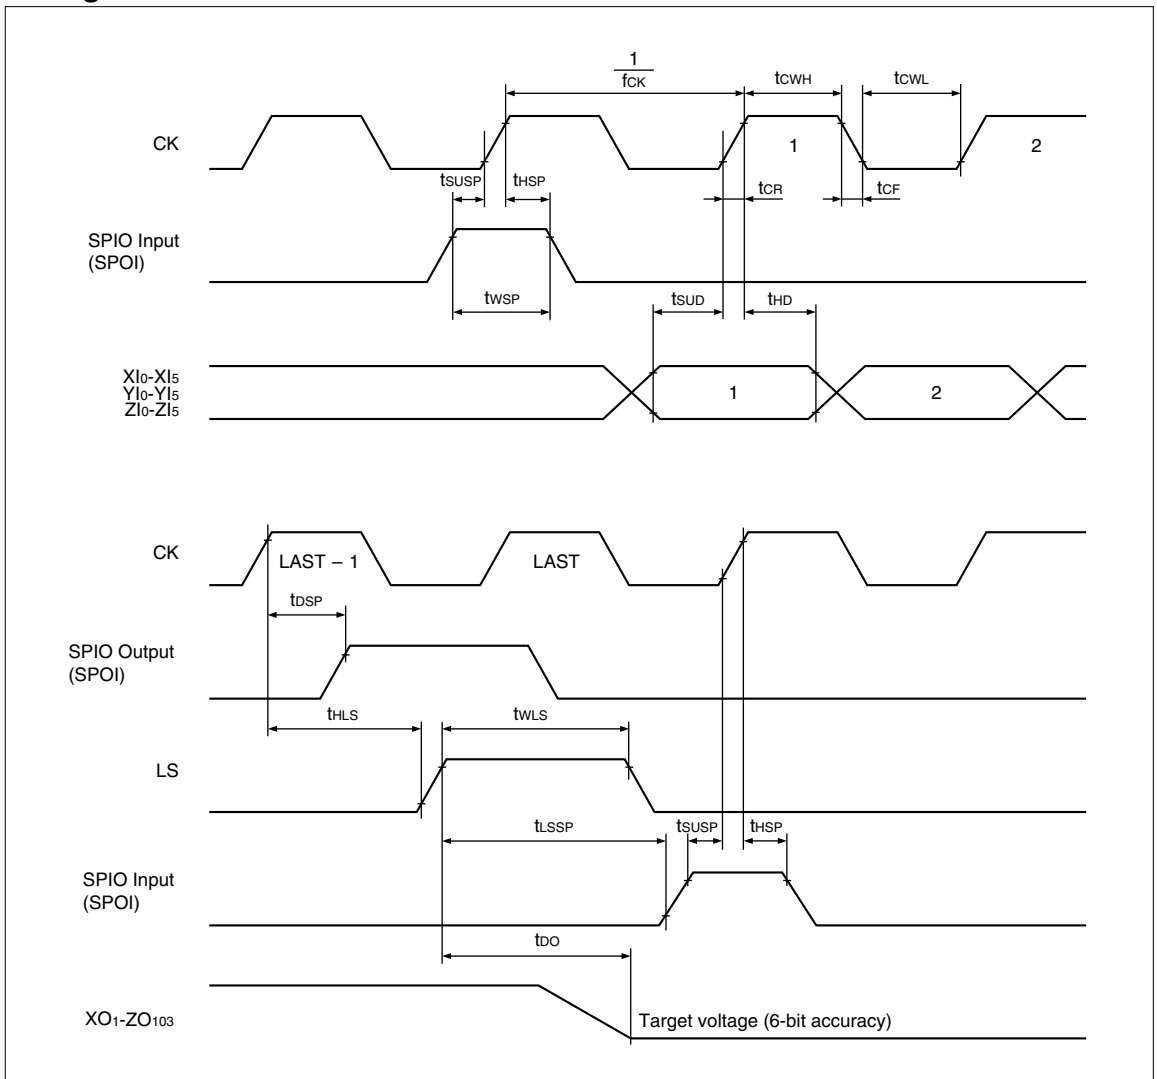 1
fCK
tCWH
tCWL
CK
1
2
tSUSP
tHSP
tCR
tCF
SPIO Input
(SPOI)
tWSP
tSUD
tHD
XI0-XI5
YI0-YI5
ZI0-ZI5
1
2
CK
LAST – 1
LAST
tDSP
SPIO Output
(SPOI)
tHLS
tWLS
LS
tLSSP
tSUSP
tHSP
SPIO Input
(SPOI)
tDO
XO1-ZO103
Target voltage (6-bit accuracy)